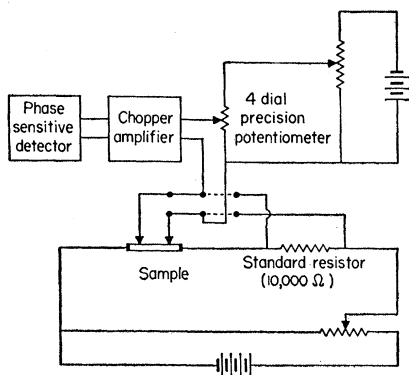 Phase
sensitive
detector
Chopper
amplifier
4 dial
precision
potentiometer
Sample
Standard resistor
(10,000 Ω)